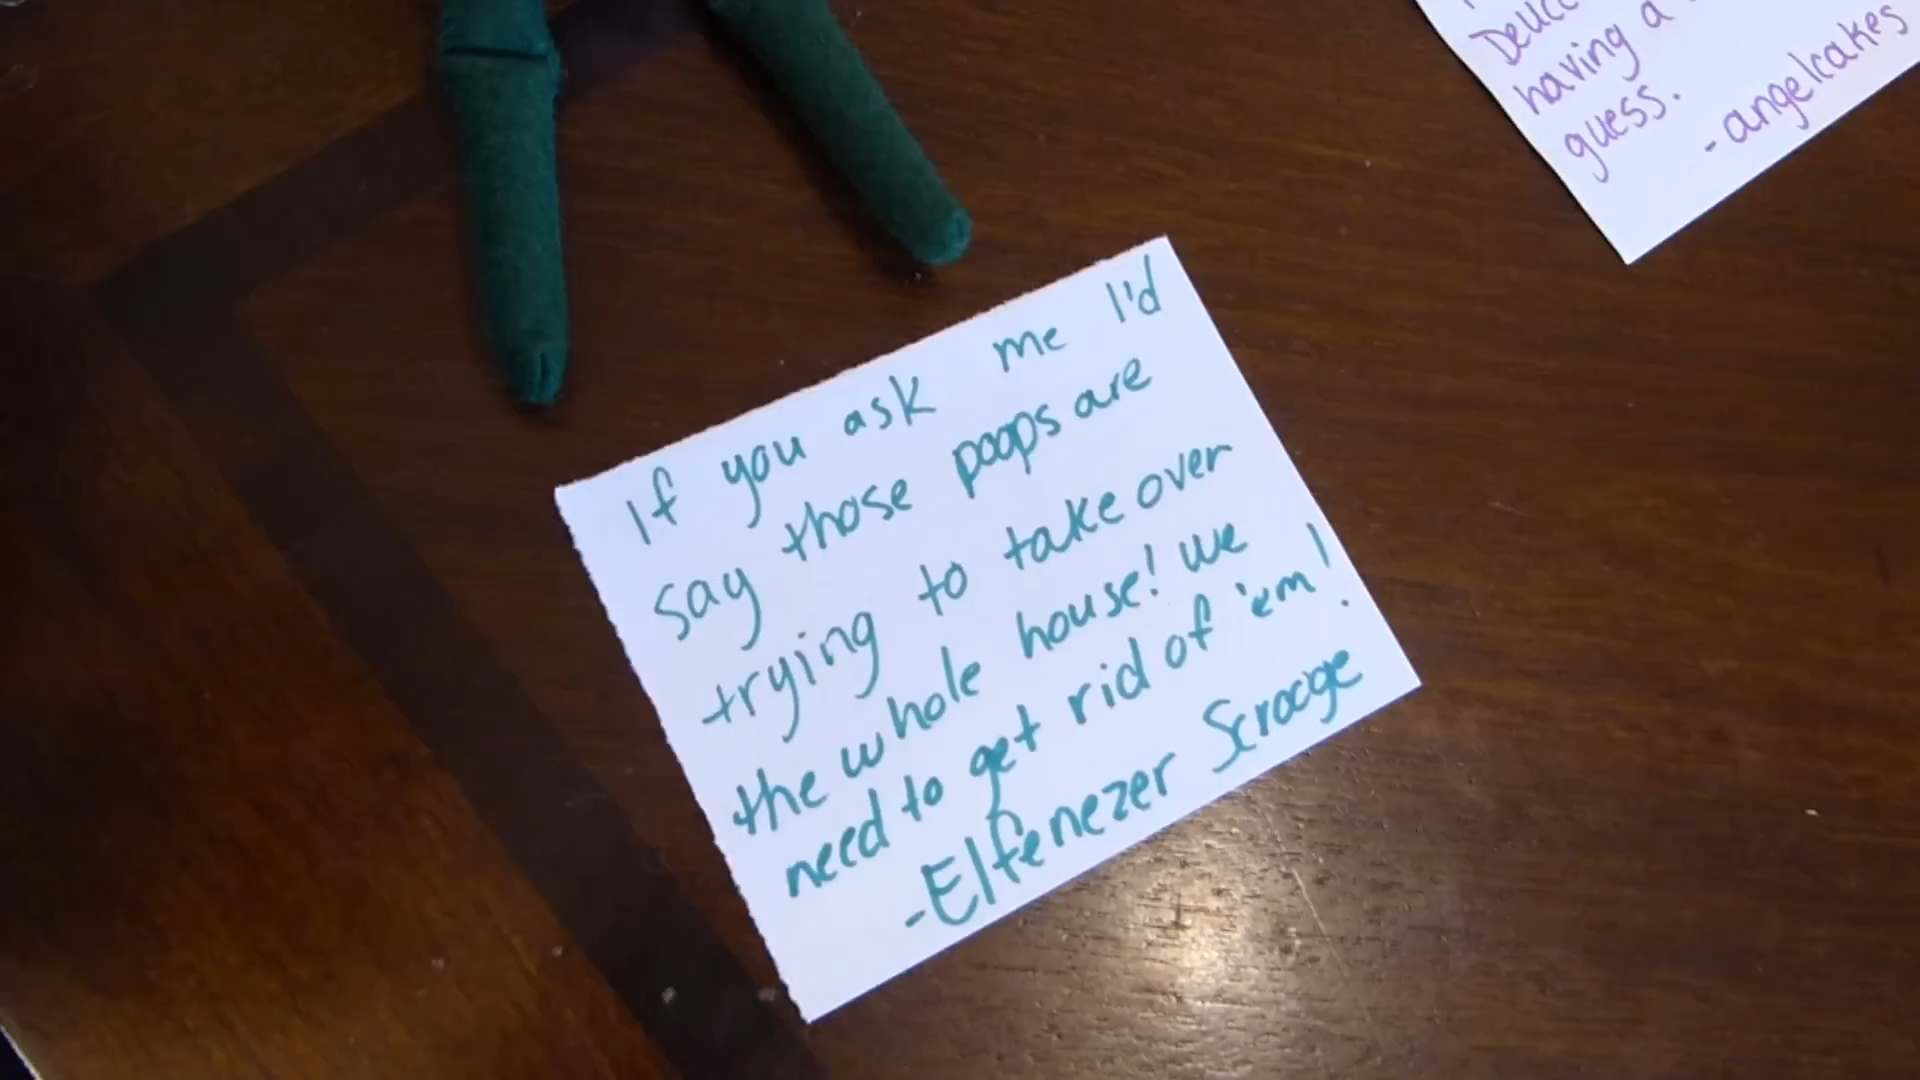 If you ask me I'd
say those poops are
trying to take over
the whole house! We
need to get rid of 'em!
-Elfenezer Scrooge
having a
guess.
-angelcakes